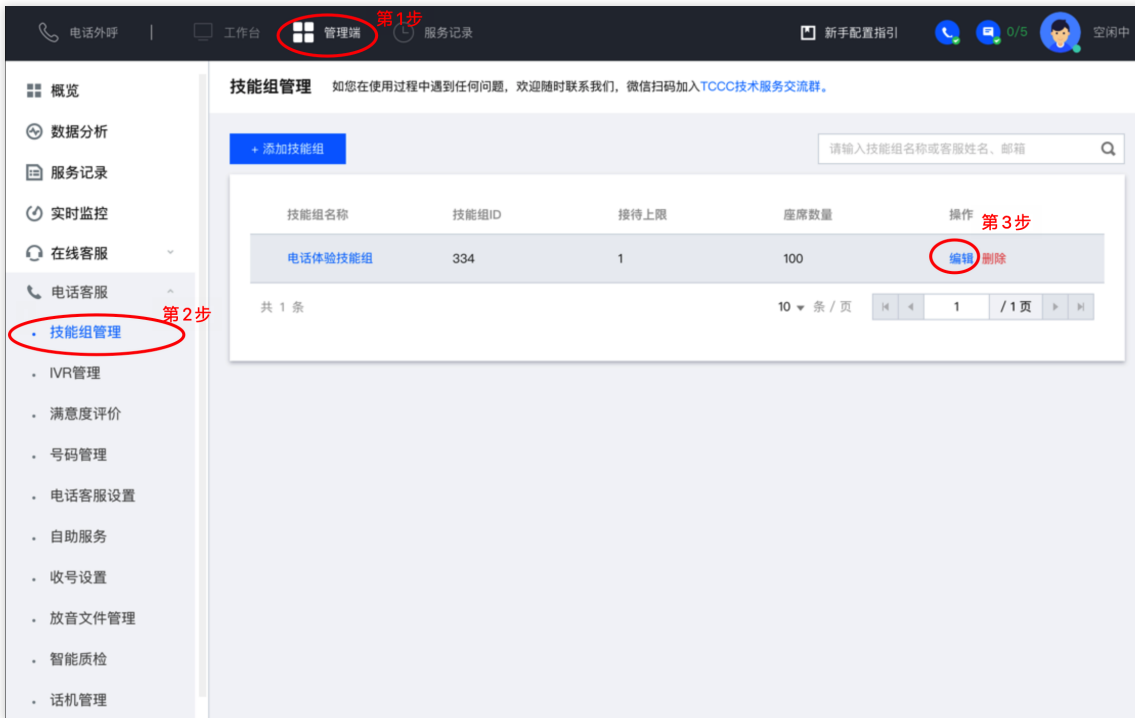 电话外呼 | 工作台 管理端 第1步 服务记录 新手配置指引 0/5 空闲中
概览
数据分析
服务记录
实时监控
在线客服
电话客服
第2步
技能组管理
IVR管理
满意度评价
号码管理
电话客服设置
自助服务
收号设置
放音文件管理
智能质检
话机管理
技能组管理 如您在使用过程中遇到任何问题，欢迎随时联系我们，微信扫码加入TCCC技术服务交流群。
+ 添加技能组 请输入技能组名称或客服姓名、邮箱
技能组名称 技能组ID 接待上限 座席数量 操作 第3步
电话体验技能组 334 1 100 编辑 删除
共 1 条 10 条 / 页 1 / 1 页